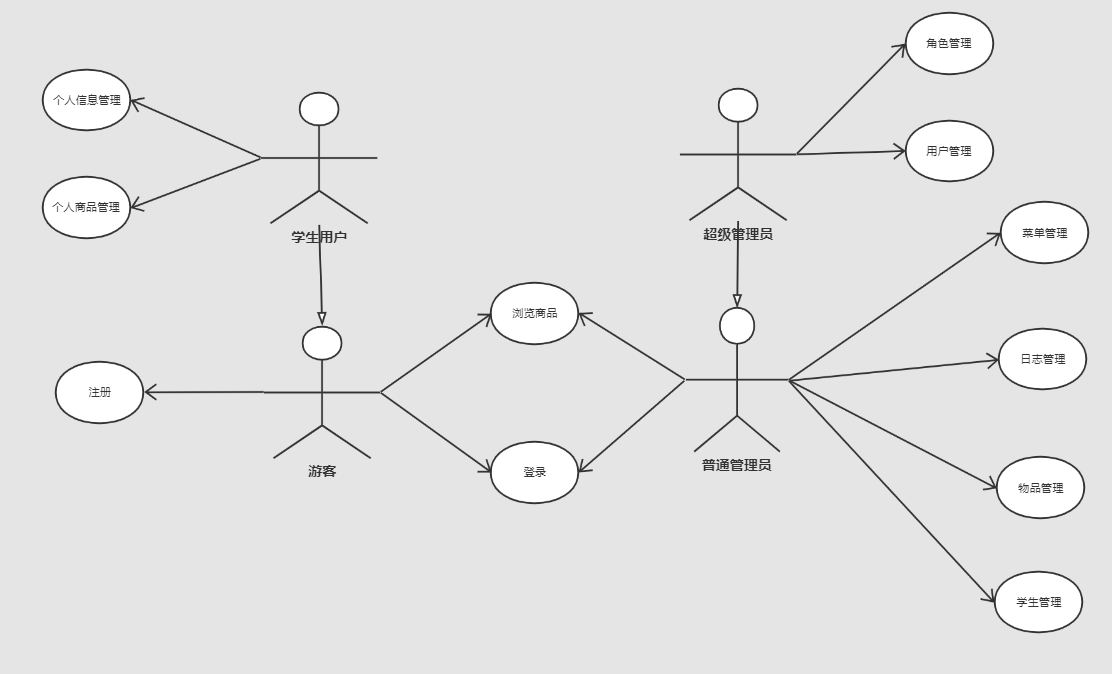 角色管理
个人信息管理
用户管理
个人商品管理
学生用户
超级管理员
菜单管理
浏览商品
日志管理
注册
游客
登录
普通管理员
物品管理
学生管理